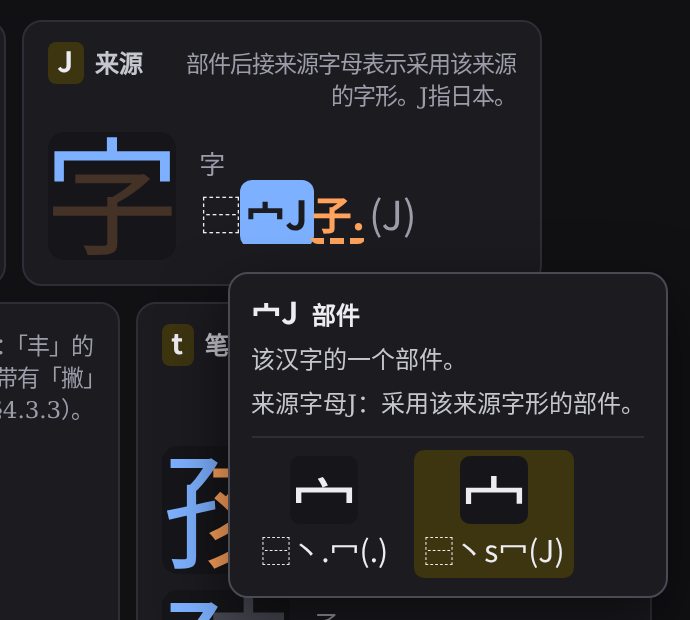 J 来源 部件后接来源字母表示采用该来源
的字形。J指日本。
字
⿱宀J子.(J)
：「丰」的
带有「撇」
§4.3.3）。
t 笔
宀J 部件
该汉字的一个部件。
来源字母J：采用该来源字形的部件。
⿱丶.冖(.) ⿱丶s冖(J)